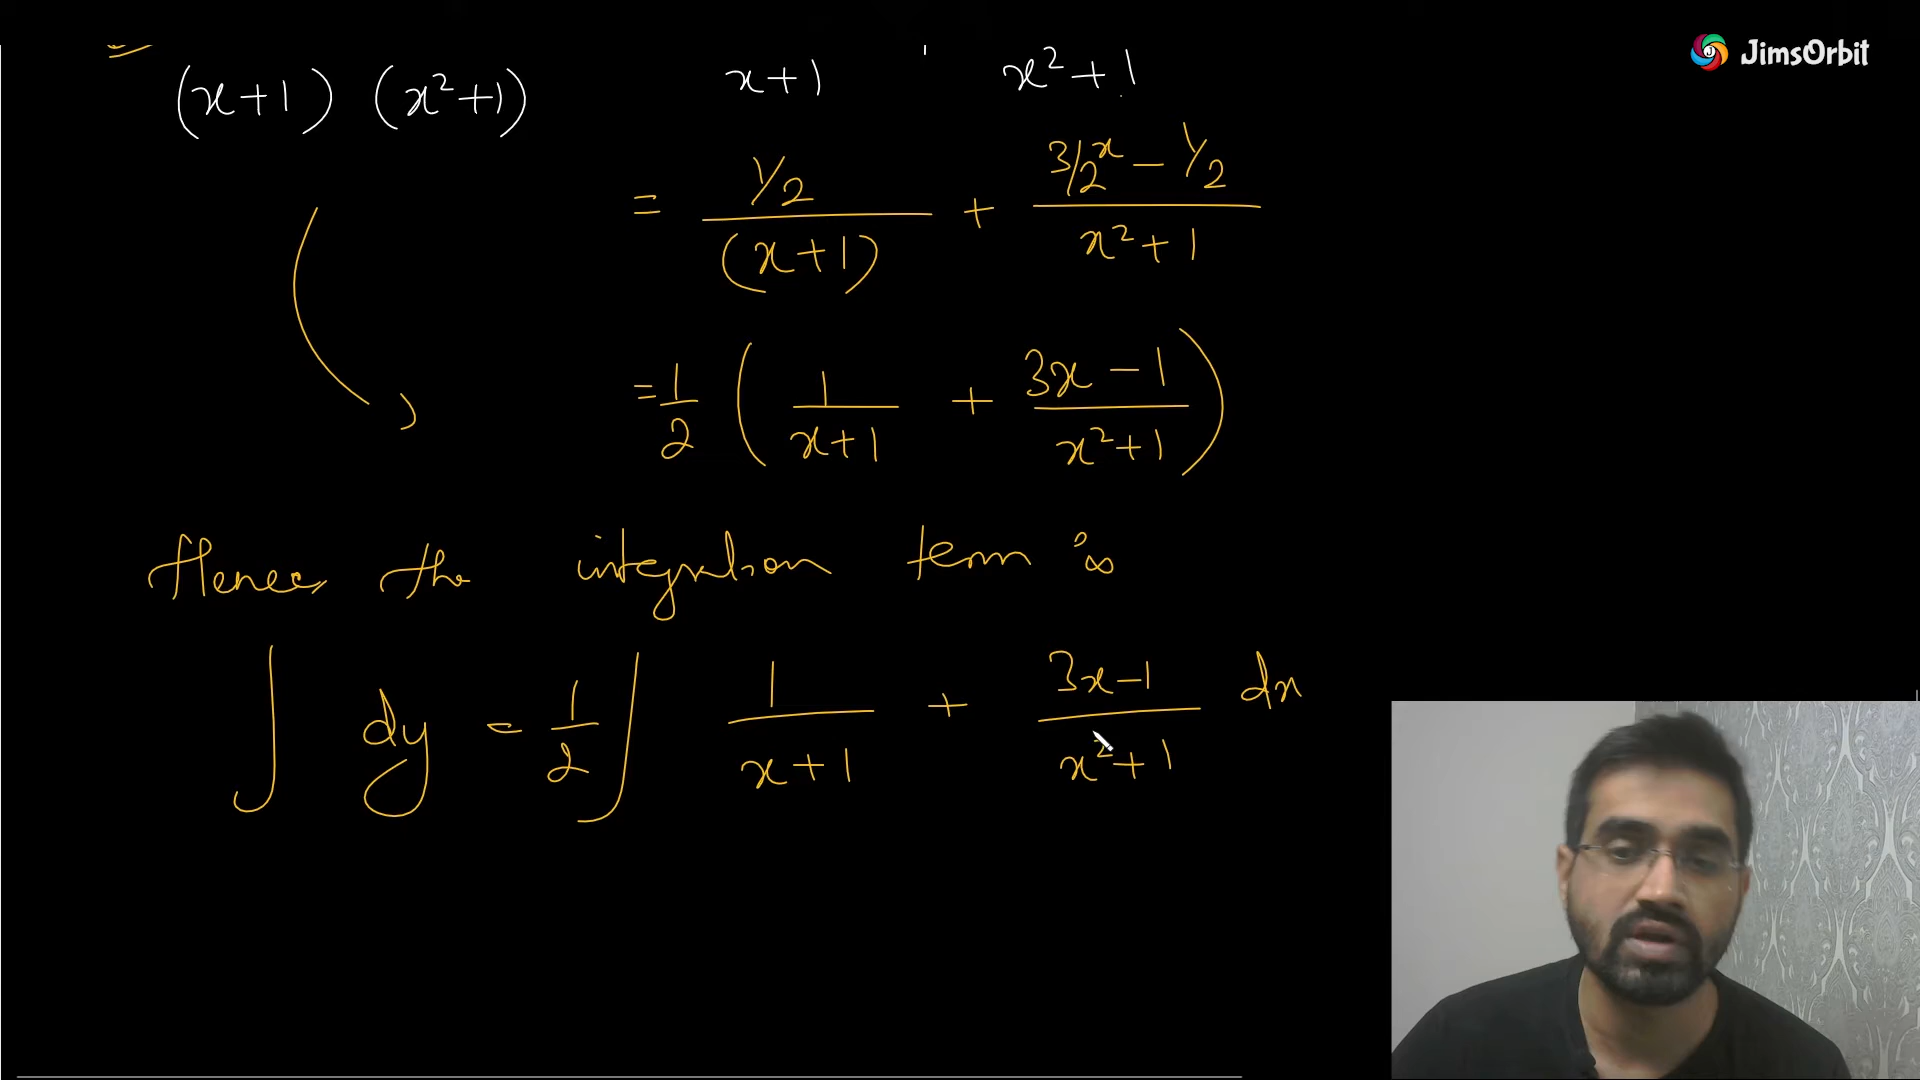 JimsOrbit
(x+1) (x²+1) x+1 x²+1
= 1/2 / (x+1) + 3/2 x - 1/2 / x²+1
= 1/2 ( 1 / x+1 + 3x-1 / x²+1 )
Hence, the integration term is
∫ dy = 1/2 ∫ 1 / x+1 + 3x-1 / x²+1 dx